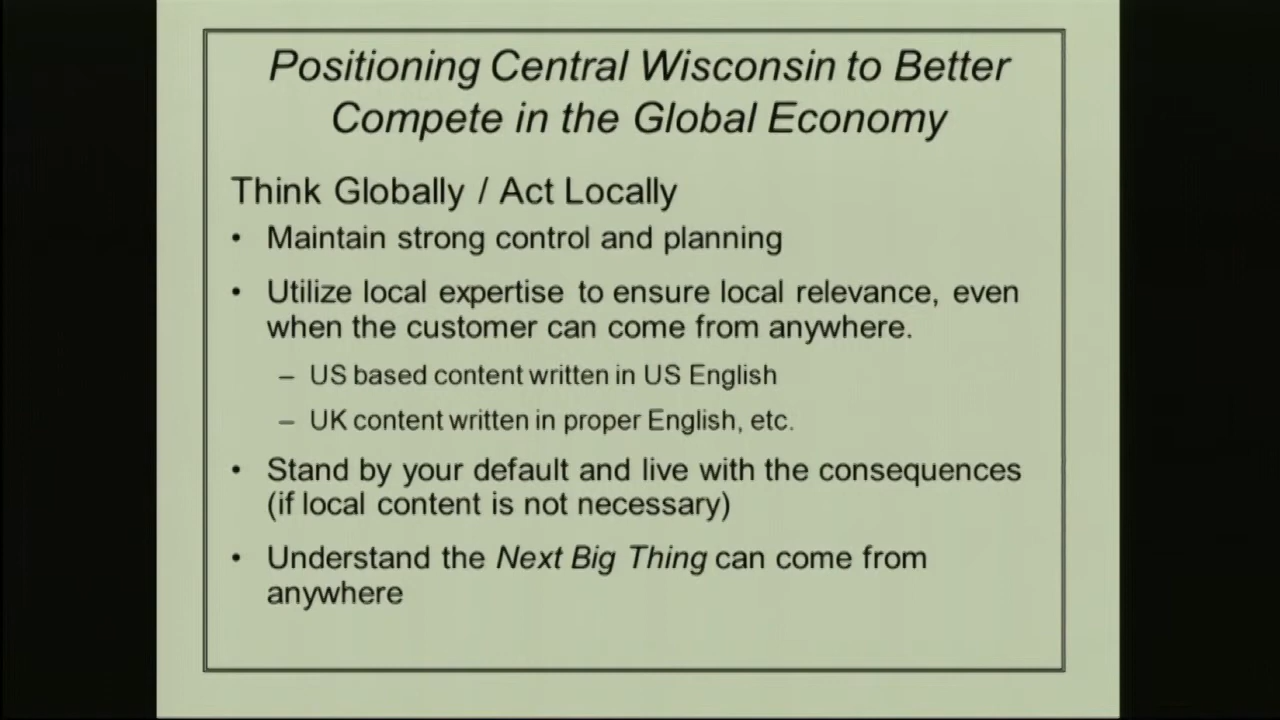 Positioning Central Wisconsin to Better
Compete in the Global Economy
Think Globally / Act Locally
• Maintain strong control and planning
• Utilize local expertise to ensure local relevance, even
when the customer can come from anywhere.
– US based content written in US English
– UK content written in proper English, etc.
• Stand by your default and live with the consequences
(if local content is not necessary)
• Understand the Next Big Thing can come from
anywhere